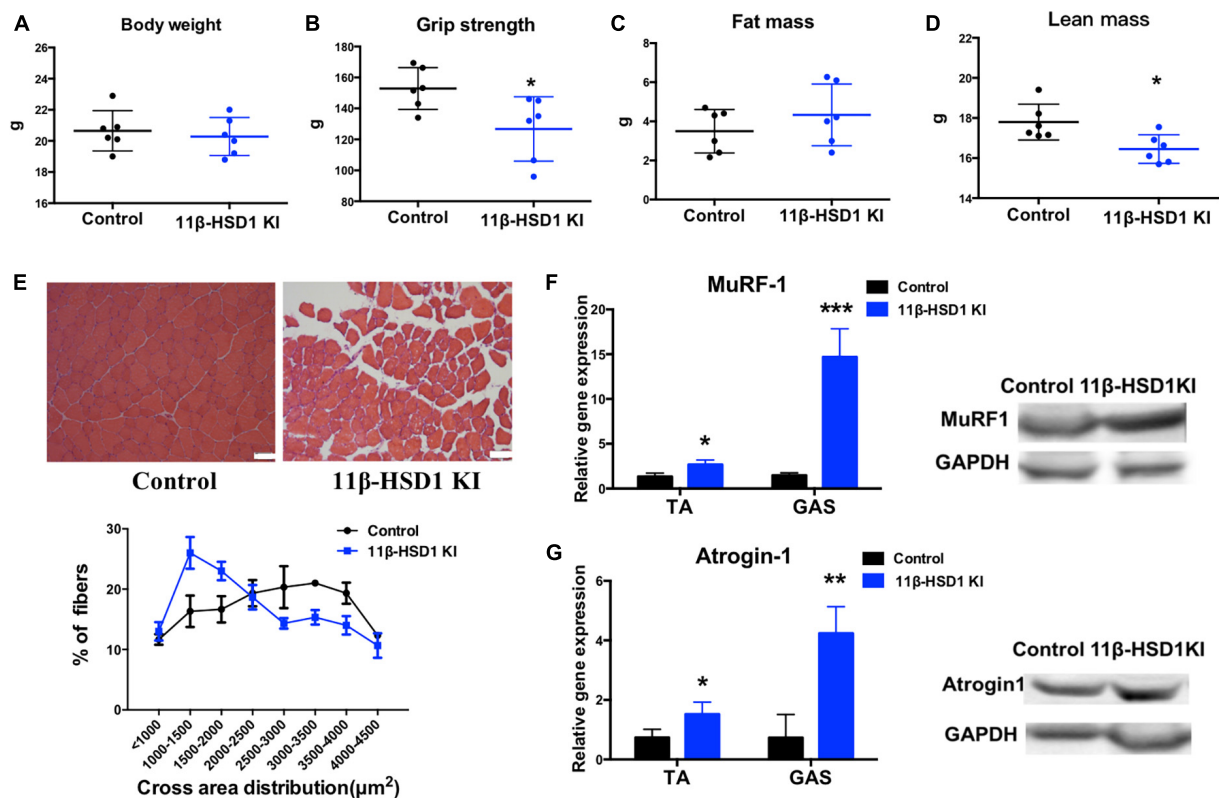 A
Body weight
g
26
24
22
20
18
16
Control
11β-HSD1 KI
B
Grip strength
g
180
160
140
120
100
80
*
Control
11β-HSD1 KI
C
Fat mass
g
8
6
4
2
0
Control
11β-HSD1 KI
D
Lean mass
g
20
18
16
14
*
Control
11β-HSD1 KI
E
Control
11β-HSD1 KI
% of fibers
30
20
10
0
Control
11β-HSD1 KI
<1000
1000-1500
1500-2000
2000-2500
2500-3000
3000-3500
3500-4000
4000-4500
Cross area distribution(µm²)
F
MuRF-1
Control
11β-HSD1 KI
Relative gene expression
20
15
10
5
0
*
***
TA
GAS
Control 11β-HSD1KI
MuRF1
GAPDH
G
Atrogin-1
Control
11β-HSD1 KI
Relative gene expression
6
4
2
0
*
**
TA
GAS
Control 11β-HSD1KI
Atrogin1
GAPDH